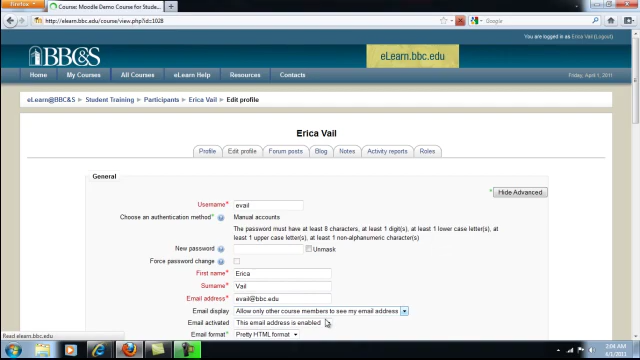 Firefox
Course: Moodle Demo Course for Stude...
http://elearn.bbc.edu/course/view.php?id=1028
Google
You are logged in as Erica Vail (Logout)
BBC&S
eLearn.bbc.edu
Home My Courses All Courses eLearn Help Resources Contacts
Friday, April 1, 2011
eLearn@BBC&S ► Student Training ► Participants ► Erica Vail ► Edit profile
Erica Vail
Profile Edit profile Forum posts Blog Notes Activity reports Roles
General
* Hide Advanced
Username* evail
Choose an authentication method* Manual accounts
The password must have at least 8 characters, at least 1 digit(s), at least 1 lower case letter(s), at
least 1 upper case letter(s), at least 1 non-alphanumeric character(s)
New password Unmask
Force password change
First name* Erica
Surname* Vail
Email address* evail@bbc.edu
Email display Allow only other course members to see my email address
Email activated This email address is enabled
Email format* Pretty HTML format
Read elearn.bbc.edu
2:04 AM
4/1/2011